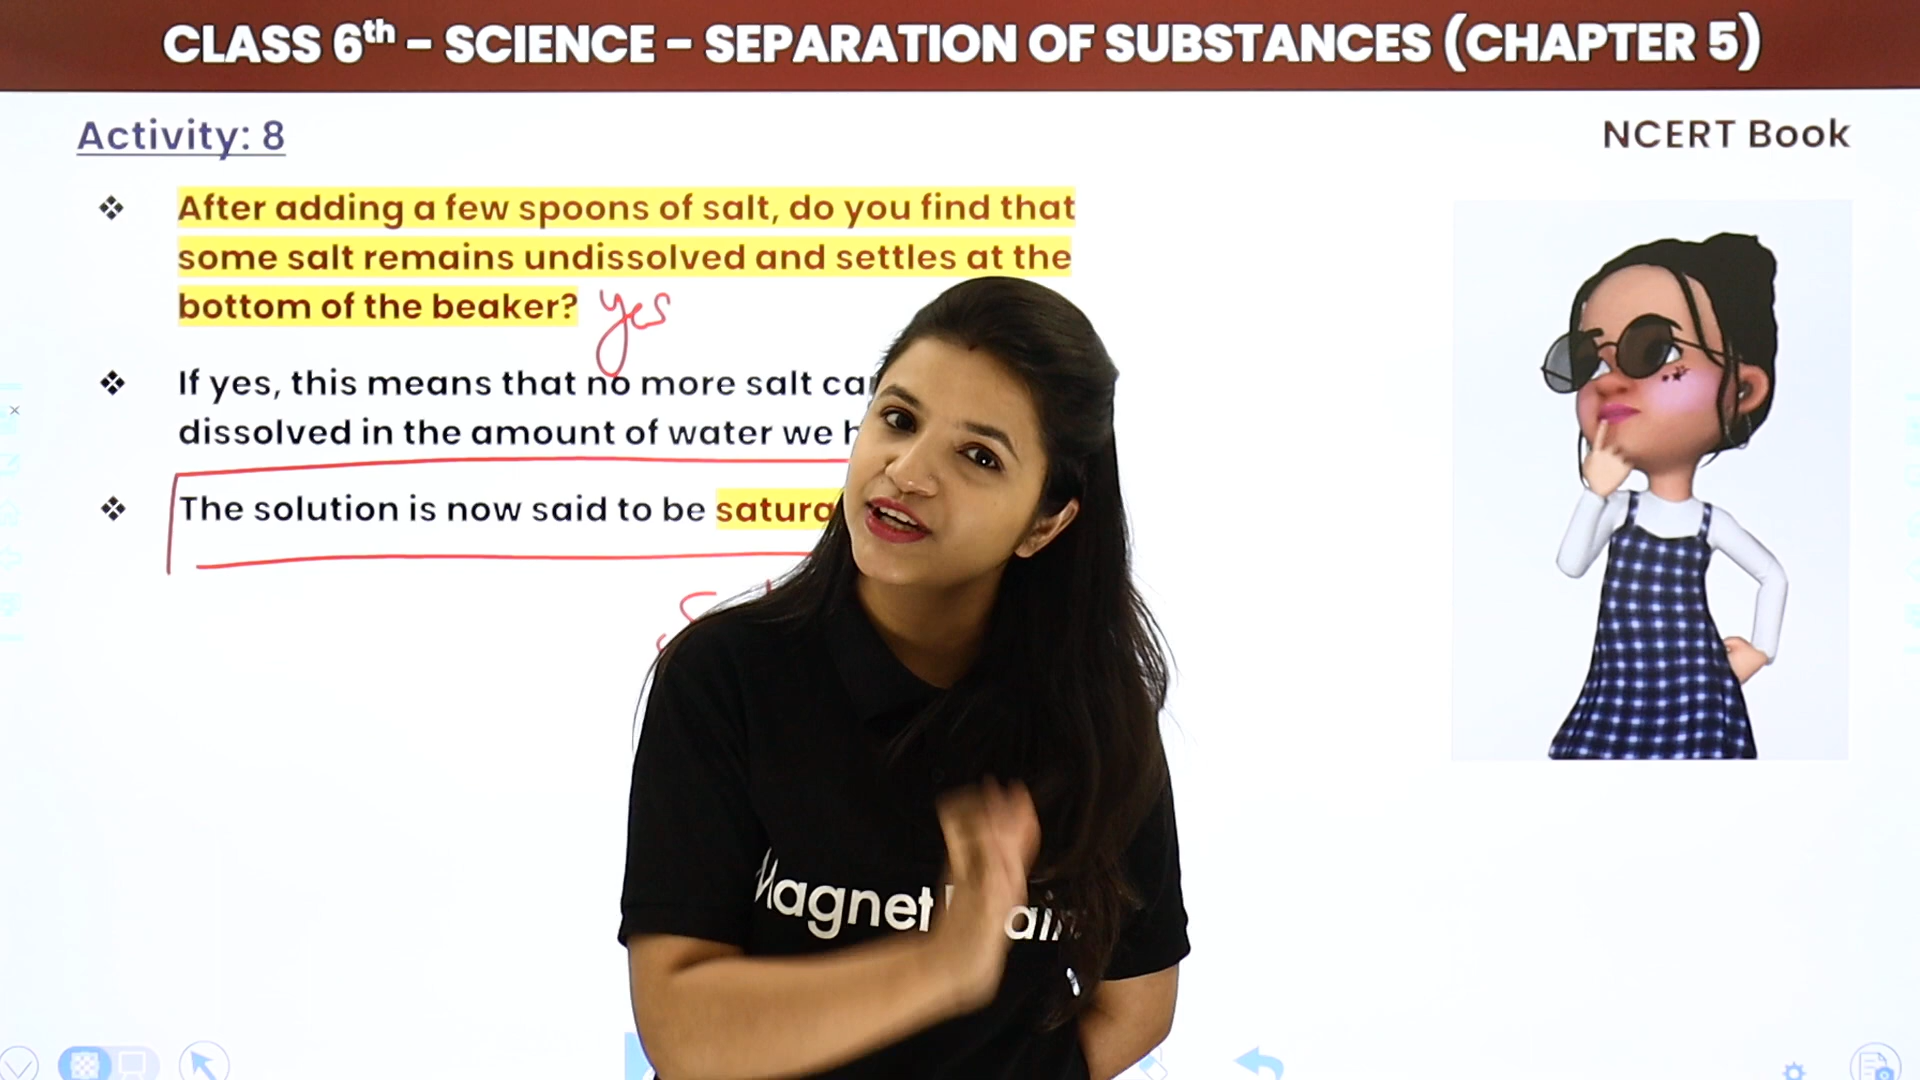 CLASS 6th - SCIENCE - SEPARATION OF SUBSTANCES (CHAPTER 5)
Activity: 8
NCERT Book
After adding a few spoons of salt, do you find that
some salt remains undissolved and settles at the
bottom of the beaker? yes
If yes, this means that no more salt
dissolved in the amount of water we
The solution is now said to be
Magnet